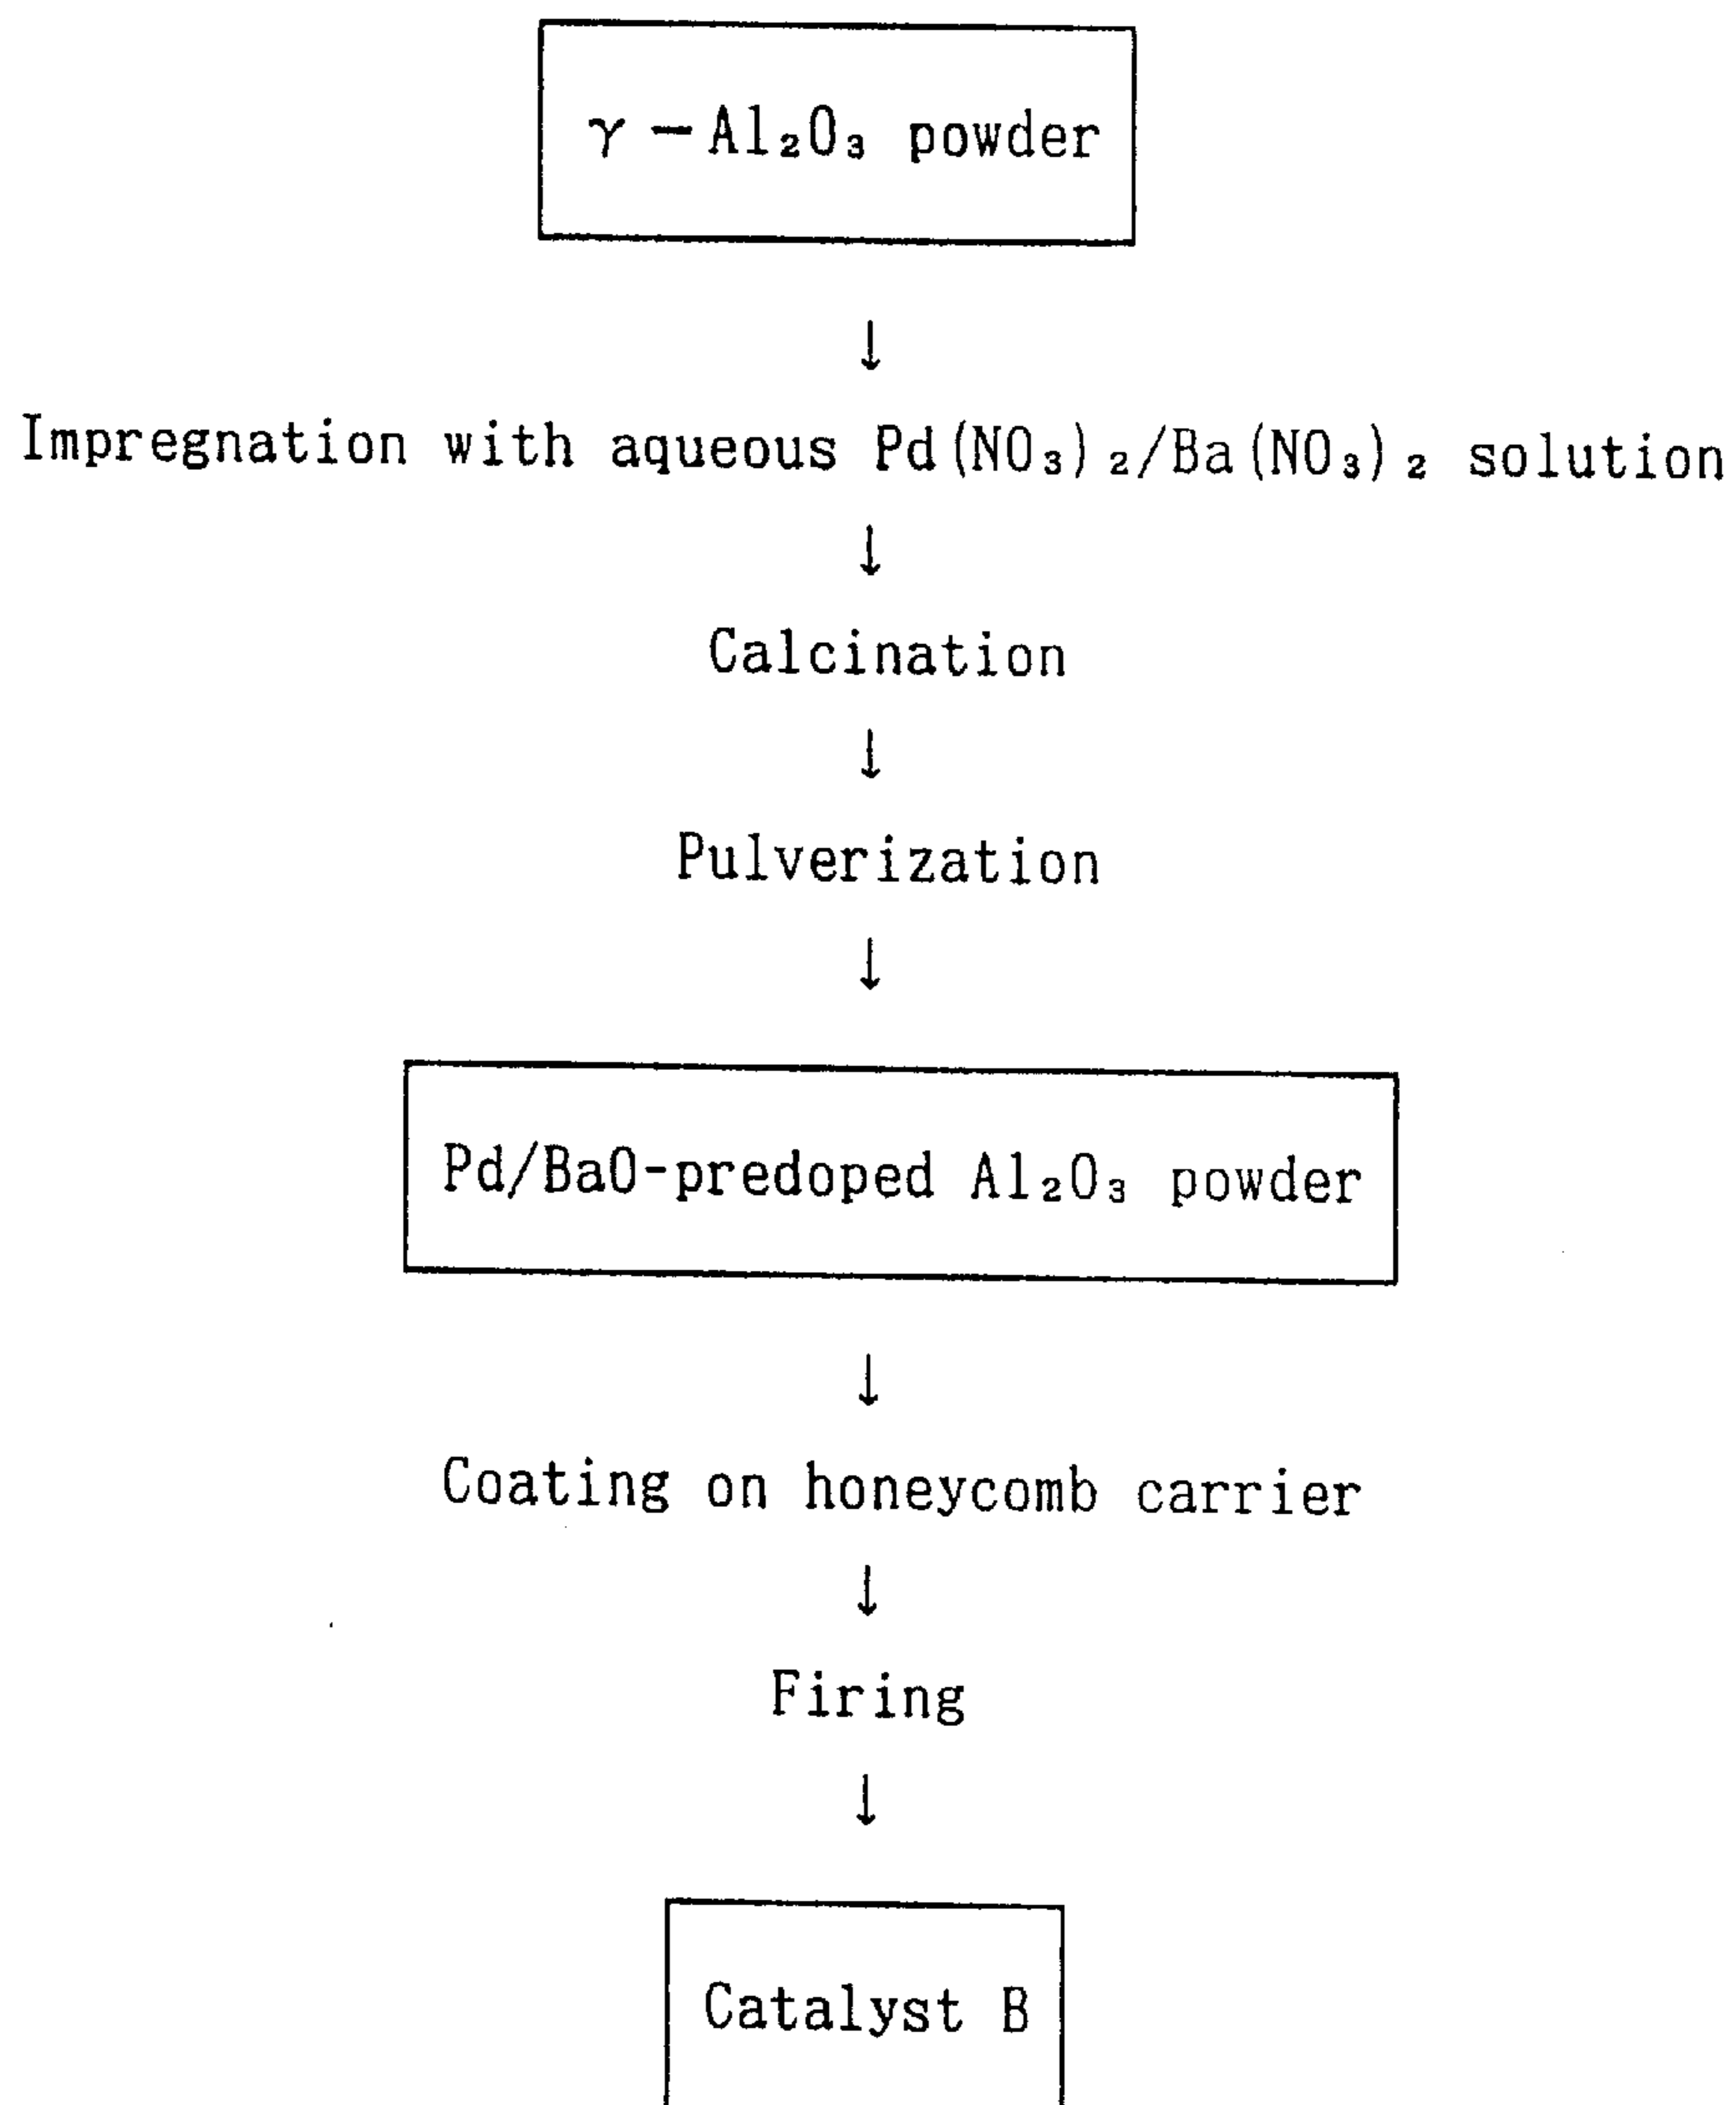 γ－Al₂O₃ powder
↓
Impregnation with aqueous Pd(NO₃)₂/Ba(NO₃)₂ solution
↓
Calcination
↓
Pulverization
↓
Pd/BaO-predoped Al₂O₃ powder
↓
Coating on honeycomb carrier
↓
Firing
↓
Catalyst B